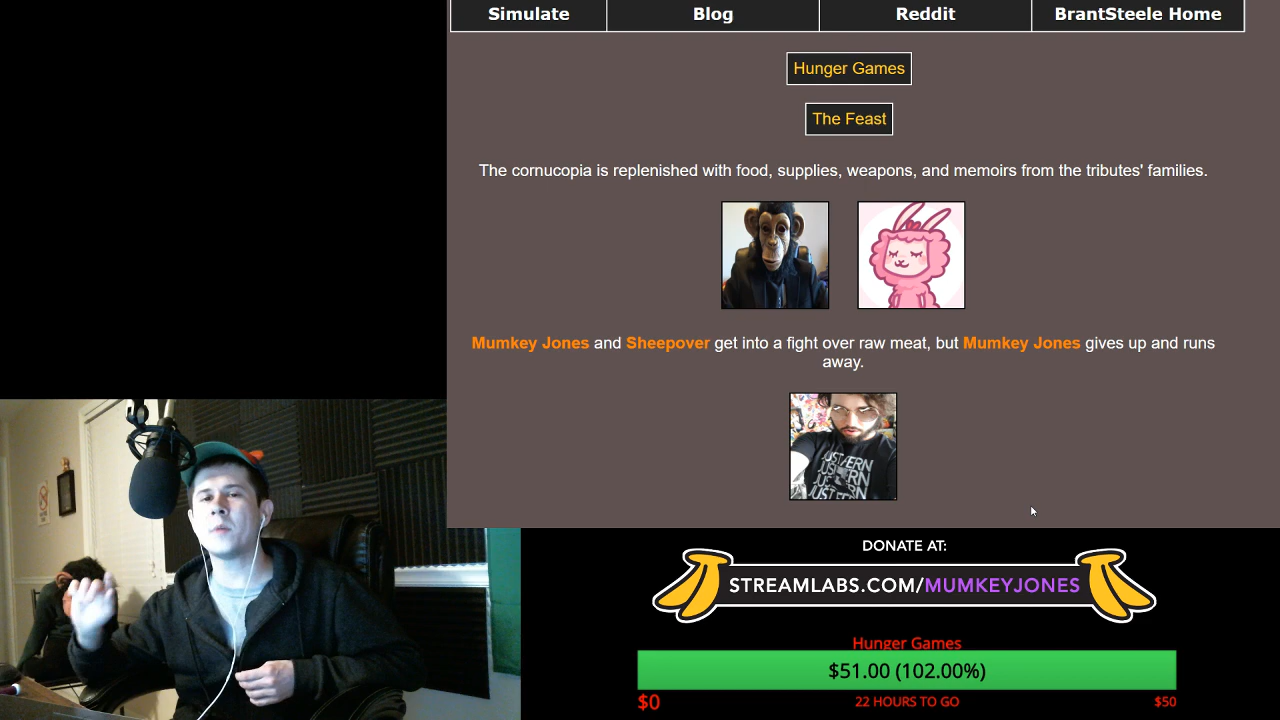 Simulate Blog Reddit BrantSteele Home
Hunger Games
The Feast
The cornucopia is replenished with food, supplies, weapons, and memoirs from the tributes' families.
Mumkey Jones and Sheepover get into a fight over raw meat, but Mumkey Jones gives up and runs
away.
DONATE AT:
STREAMLABS.COM/MUMKEYJONES
Hunger Games
$51.00 (102.00%)
$0 22 HOURS TO GO $50